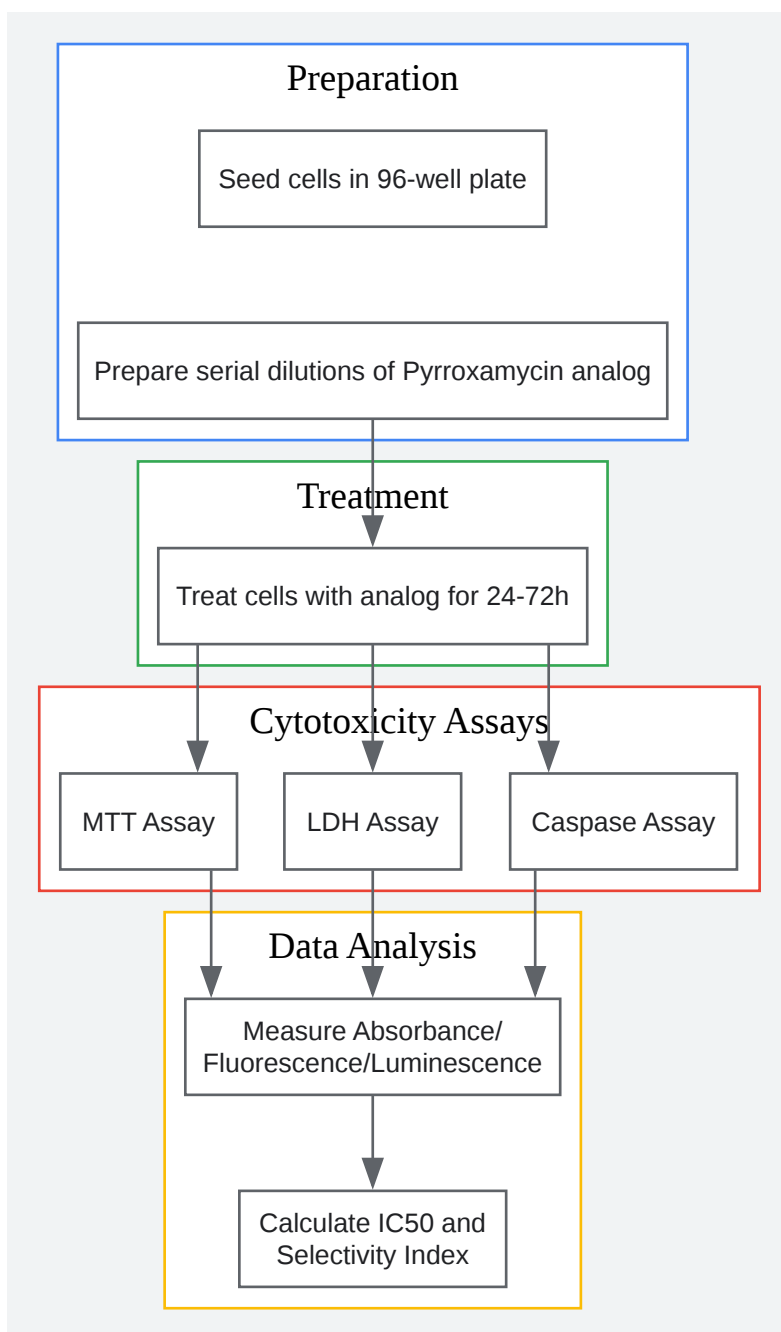 Preparation
Seed cells in 96-well plate
Prepare serial dilutions of Pyrroxamycin analog
Treatment
Treat cells with analog for 24-72h
Cytotoxicity Assays
MTT Assay
LDH Assay
Caspase Assay
Data Analysis
Measure Absorbance/
Fluorescence/Luminescence
Calculate IC50 and
Selectivity Index